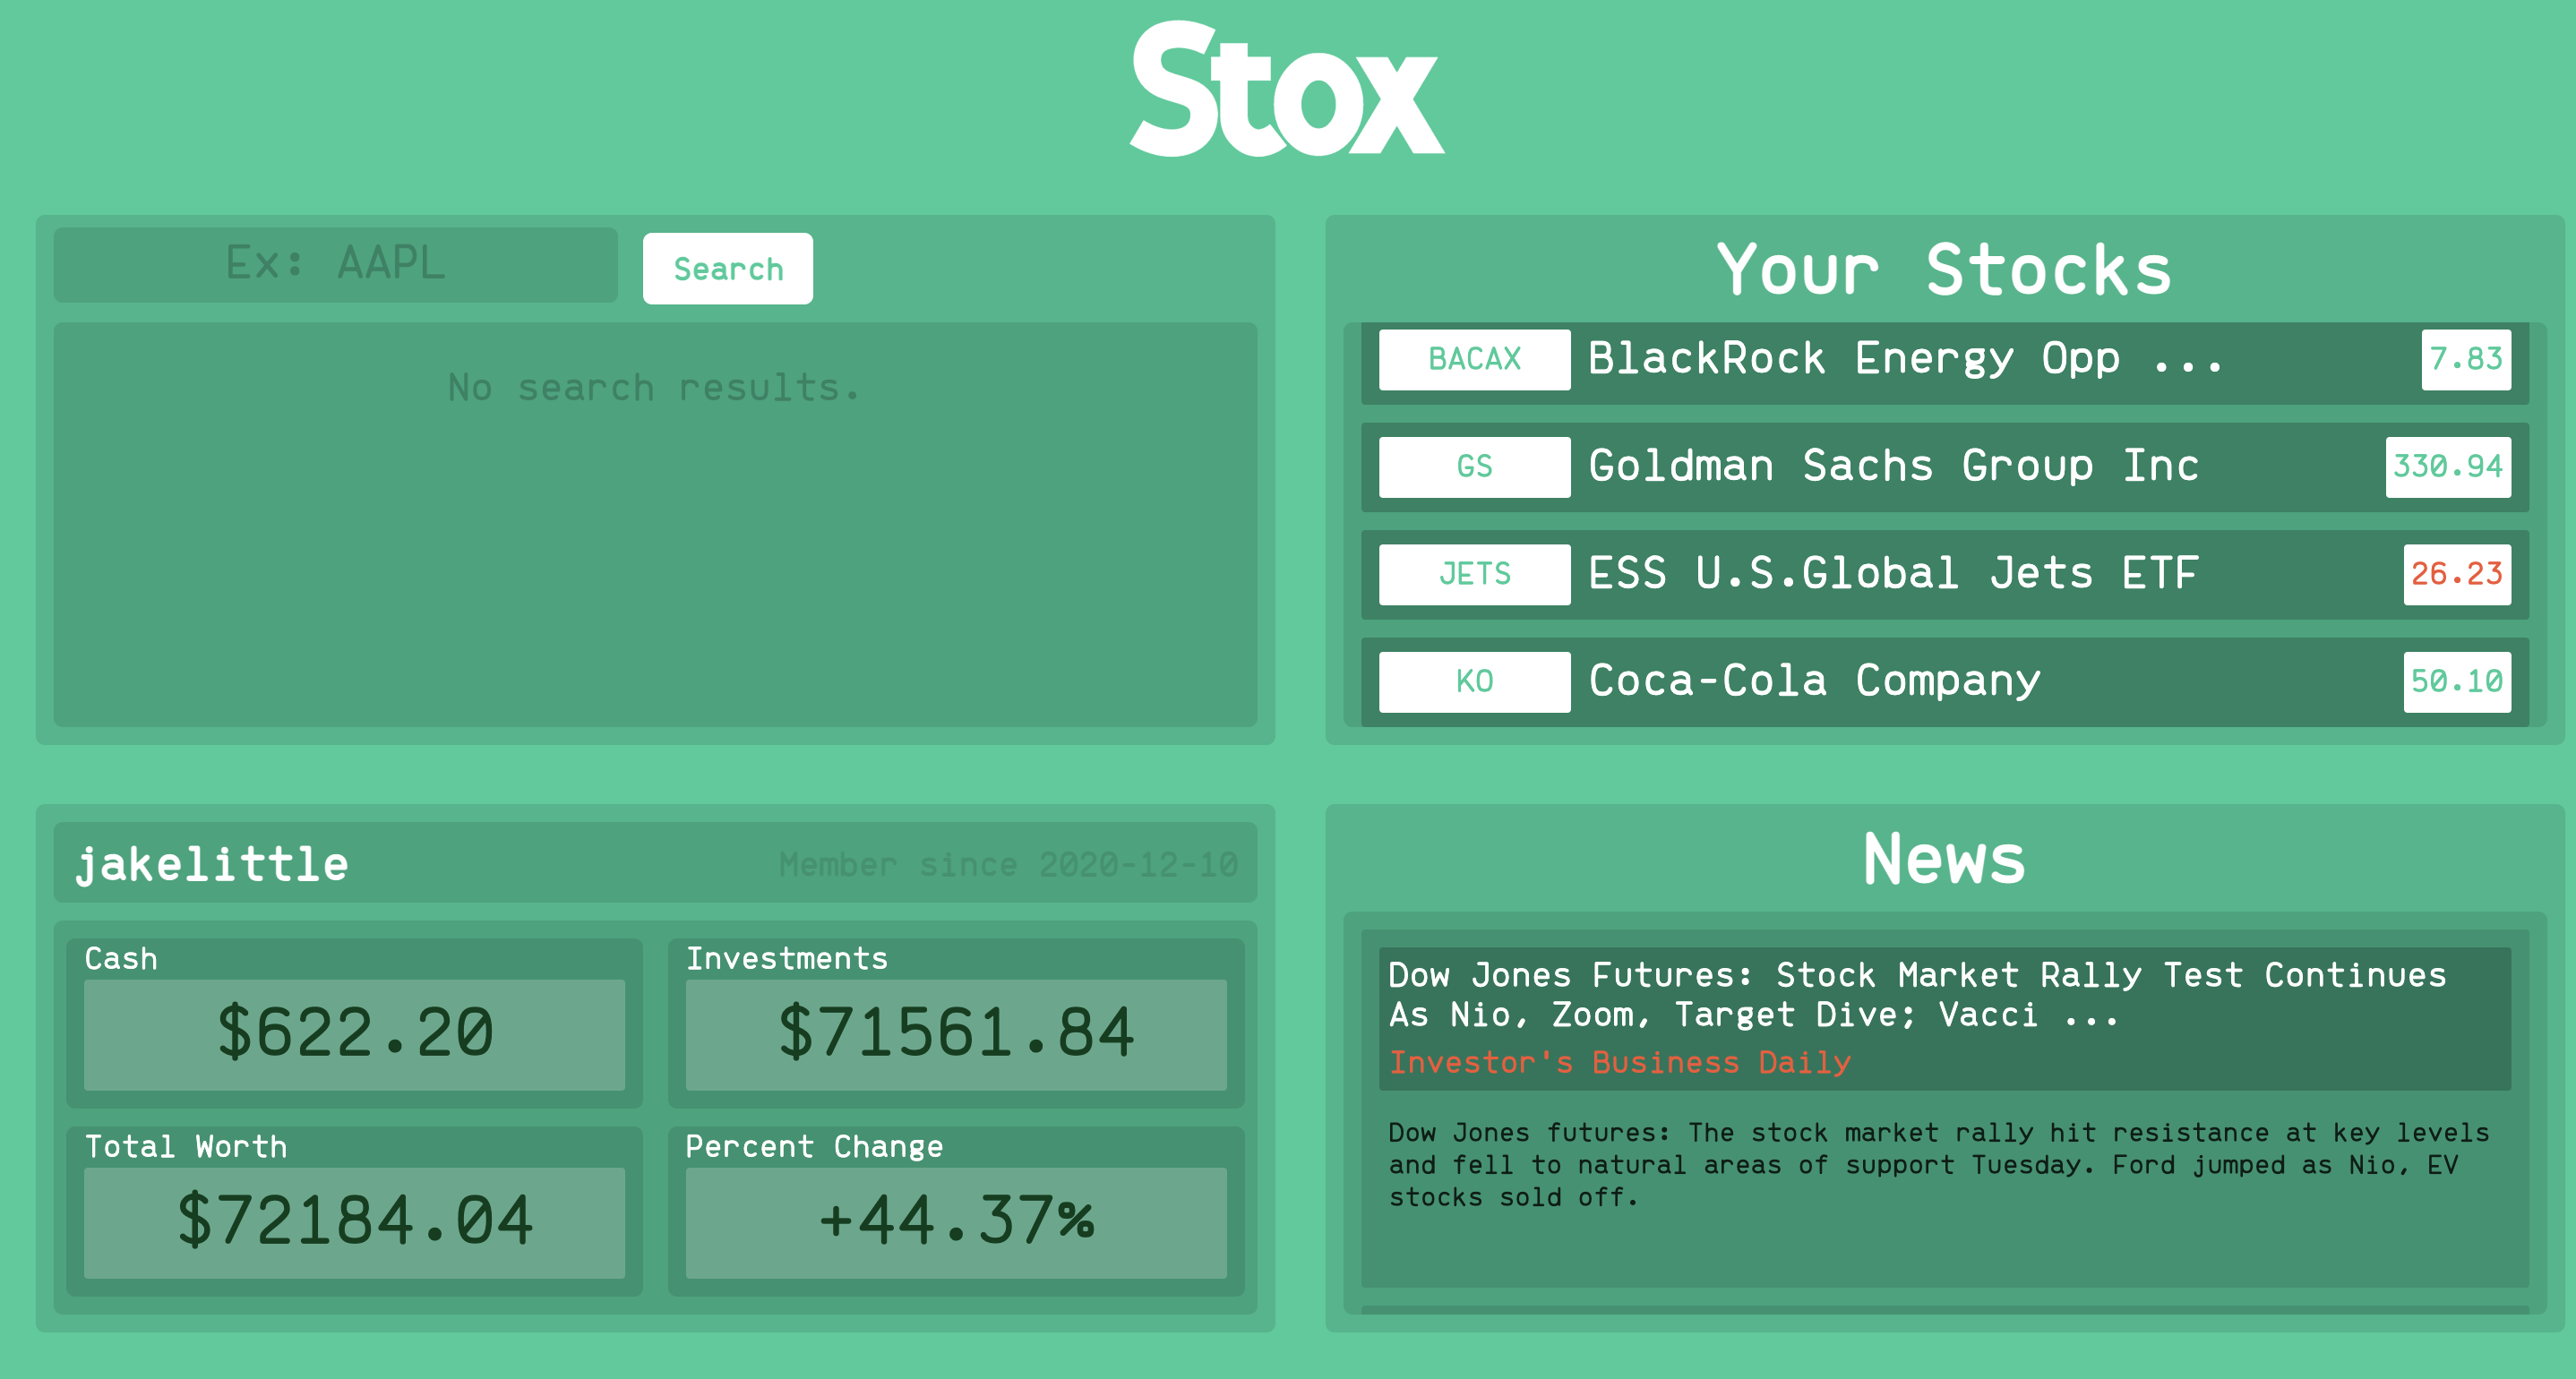 Stox
Ex: AAPL
Search
No search results.
Your Stocks
BACAX BlackRock Energy Opp ... 7.83
GS Goldman Sachs Group Inc 330.94
JETS ESS U.S.Global Jets ETF 26.23
KO Coca-Cola Company 50.10
jakelittle Member since 2020-12-10
Cash
$622.20
Investments
$71561.84
Total Worth
$72184.04
Percent Change
+44.37%
News
Dow Jones Futures: Stock Market Rally Test Continues
As Nio, Zoom, Target Dive; Vacci ...
Investor's Business Daily
Dow Jones futures: The stock market rally hit resistance at key levels
and fell to natural areas of support Tuesday. Ford jumped as Nio, EV
stocks sold off.